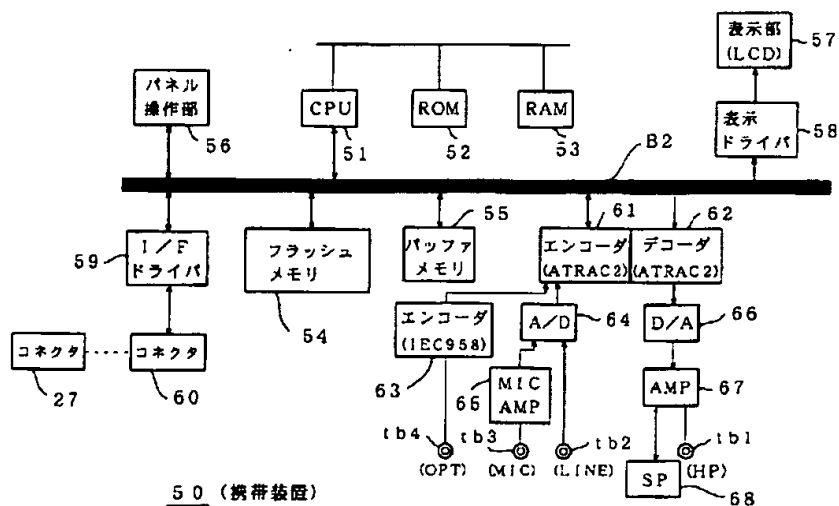 表示部
(LCD)
57
パネル
操作部
56
CPU
51
ROM
52
RAM
53
表示
ドライバ
58
B2
59
I/F
ドライバ
フラッシュ
メモリ
54
55
バッファ
メモリ
61
エンコーダ
(ATRAC2)
62
デコーダ
(ATRAC2)
コネクタ
27
コネクタ
60
エンコーダ
(IEC958)
63
A/D
64
D/A
66
65
MIC
AMP
AMP
67
tb4
(OPT)
tb3
(MIC)
tb2
(LINE)
tb1
(HP)
SP
68
50 (携帯装置)